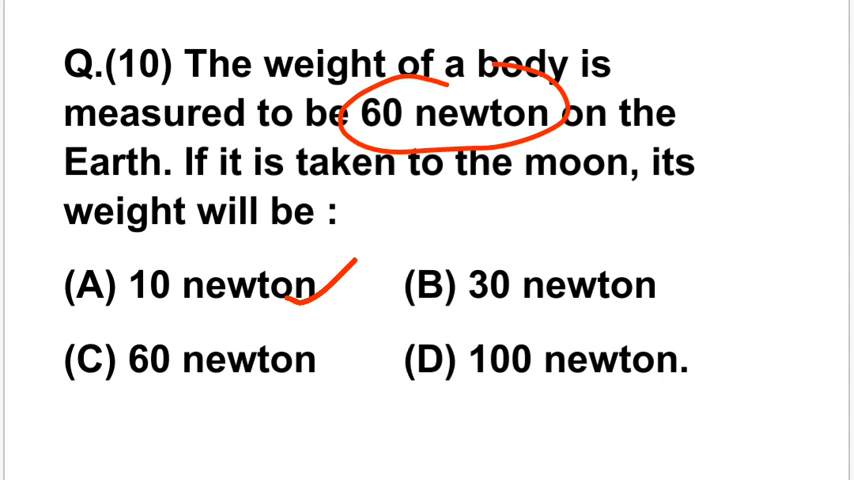 Q.(10) The weight of a body is
measured to be 60 newton on the
Earth. If it is taken to the moon, its
weight will be :
(A) 10 newton (B) 30 newton
(C) 60 newton (D) 100 newton.